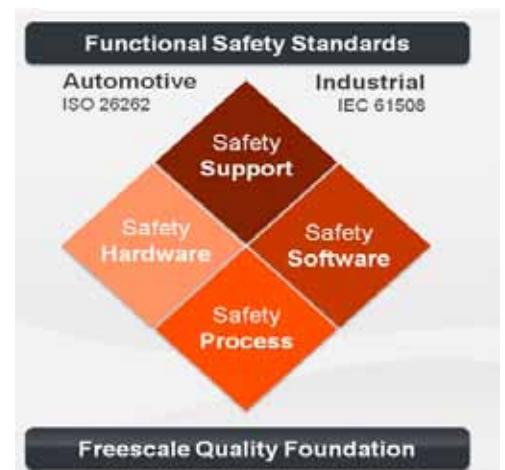 Functional Safety Standards
Automotive
ISO 26262
Industrial
IEC 61508
Safety
Support
Safety
Hardware
Safety
Software
Safety
Process
Freescale Quality Foundation